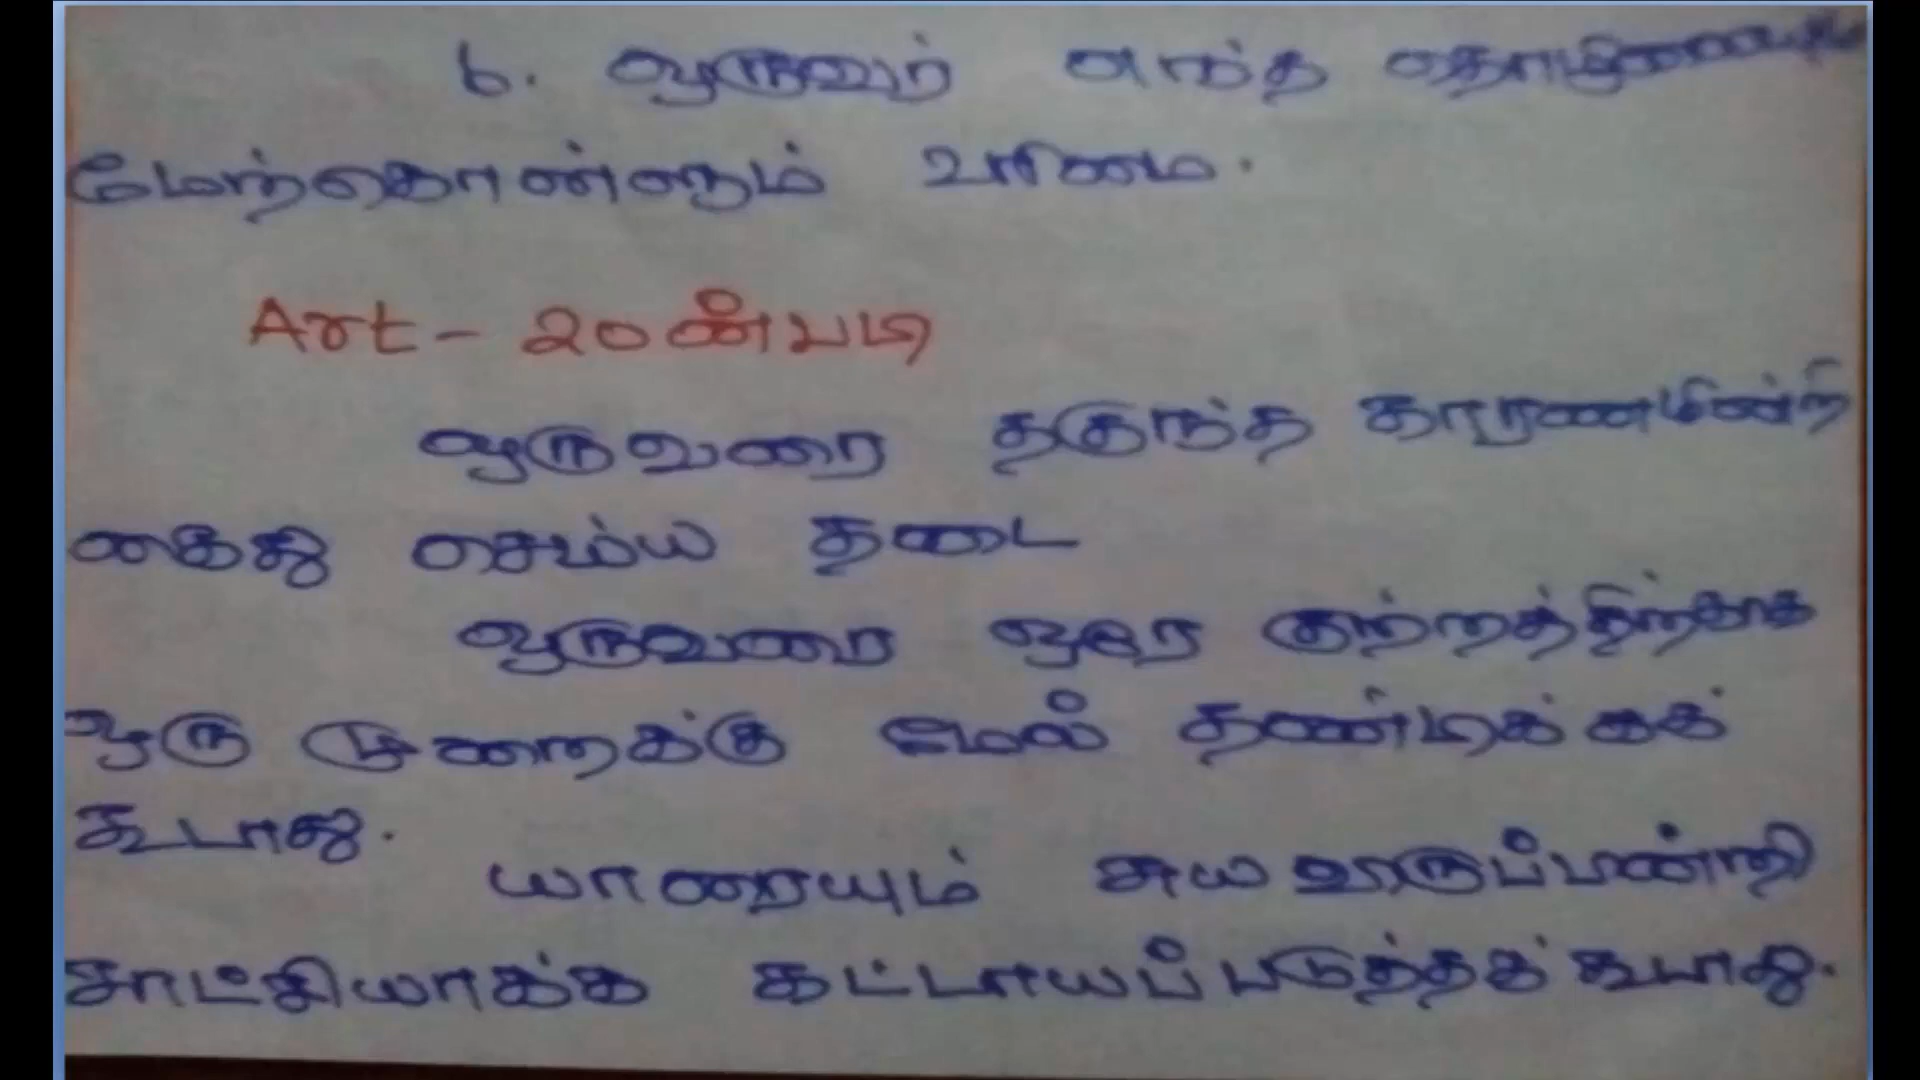 6. ஒருவர் எந்த தொழிலையும்
மேற்கொள்ளும் உரிமை.
Art - 20ன்படி
ஒருவரை தகுந்த காரணமின்றி
கைது செய்ய தடை
ஒருவரை ஒரே குற்றத்திற்காக
ஒரு முறைக்கு மேல் தண்டிக்கக்
கூடாது.
யாரையும் சுய விருப்பன்றி
சாட்சியாக்க கட்டாயப்படுத்தக் கூடாது.